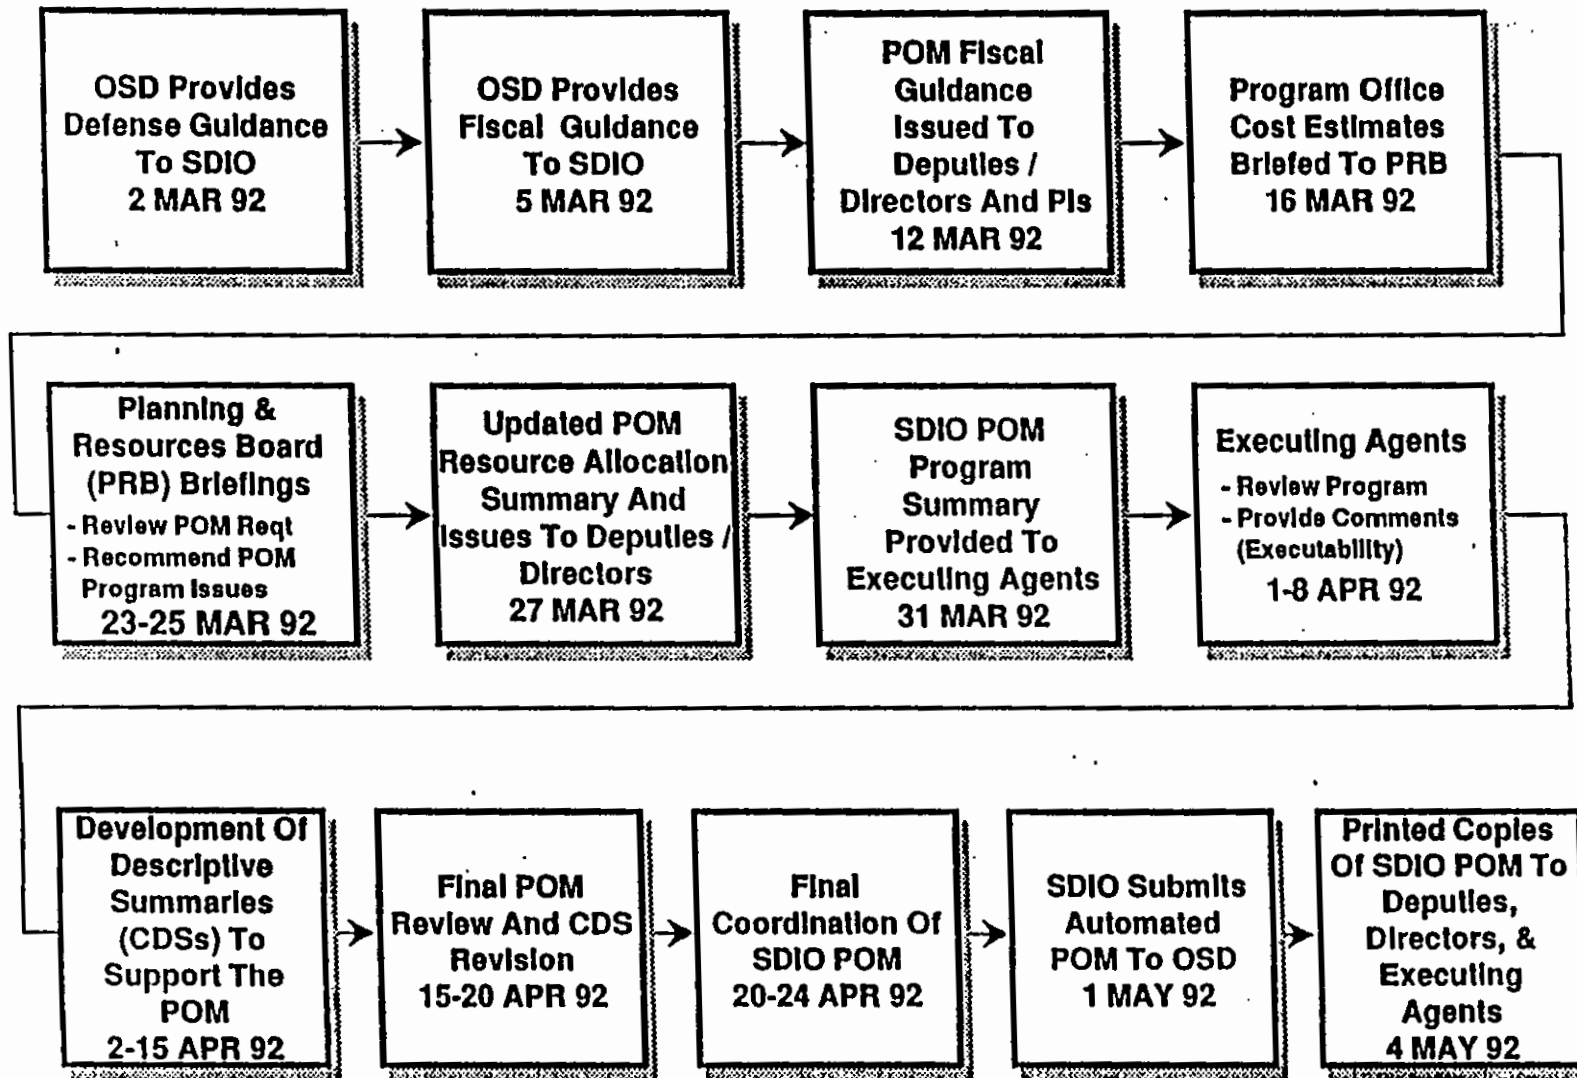 OSD Provides
Defense Guidance
To SDIO
2 MAR 92
OSD Provides
Fiscal Guidance
To SDIO
5 MAR 92
POM Fiscal
Guidance
Issued To
Deputies /
Directors And PIs
12 MAR 92
Program Office
Cost Estimates
Briefed To PRB
16 MAR 92
Planning &
Resources Board
(PRB) Briefings
- Review POM Reqt
- Recommend POM
Program Issues
23-25 MAR 92
Updated POM
Resource Allocation
Summary And
Issues To Deputies /
Directors
27 MAR 92
SDIO POM
Program
Summary
Provided To
Executing Agents
31 MAR 92
Executing Agents
- Review Program
- Provide Comments
(Executability)
1-8 APR 92
Development Of
Descriptive
Summaries
(CDSs) To
Support The
POM
2-15 APR 92
Final POM
Review And CDS
Revision
15-20 APR 92
Final
Coordination Of
SDIO POM
20-24 APR 92
SDIO Submits
Automated
POM To OSD
1 MAY 92
Printed Copies
Of SDIO POM To
Deputies,
Directors, &
Executing
Agents
4 MAY 92